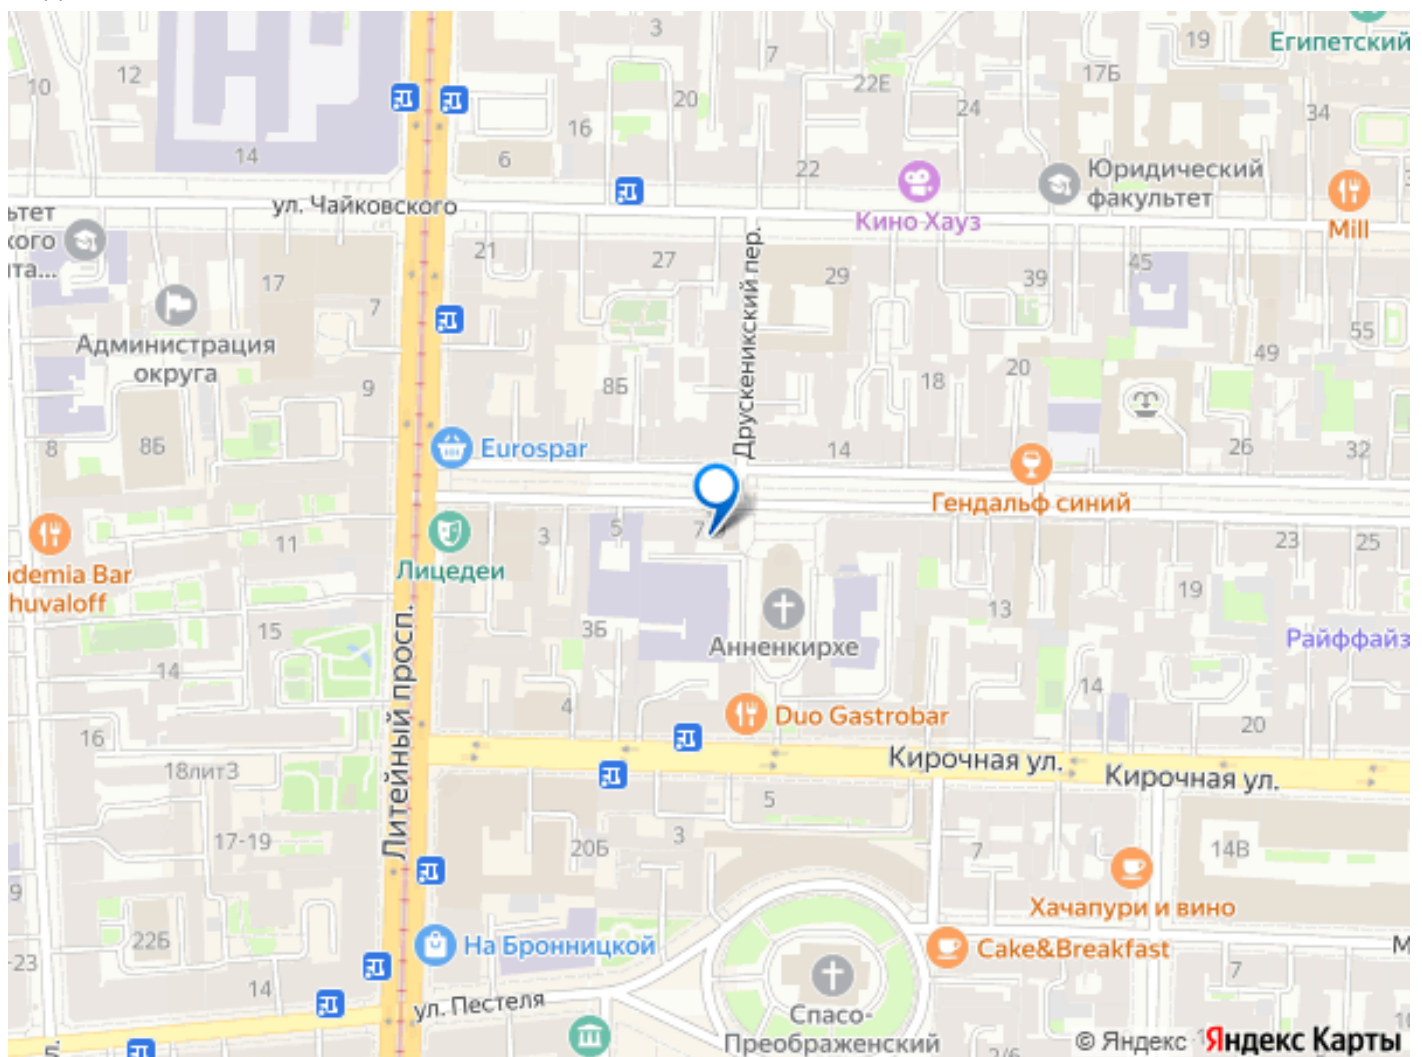 3
7
19
Египетский
10
12
17Б
22Е
20
24
34
16
14
6
22
Юридический
факультет
ул. Чайковского
Кино Хауз
Mill
ьтет
кого
та...
21
27
Друскеникский пер.
29
39
45
17
7
55
Администрация
округа
49
9
8Б
18
20
8
8Б
Eurospar
14
26
32
Гендальф синий
11
3
5
7
23
25
Лицедеи
demia Bar
huvaloff
19
13
15
3Б
Анненкирхе
Райффайз
14
4
14
Литейный просп.
Duo Gastrobar
20
16
18лит3
Кирочная ул.
Кирочная ул.
5
17-19
20Б
3
7
14В
9
Хачапури и вино
22Б
На Бронницкой
Cake&Breakfast
М
-23
14
7
ул. Пестеля
Спасо-
Преображенский
2/6
© Яндекс
Яндекс Карты